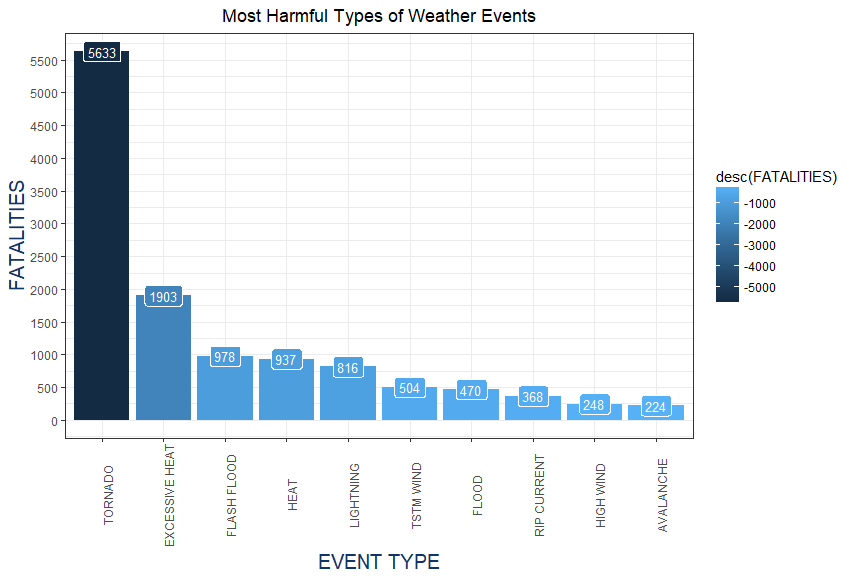 Most Harmful Types of Weather Events
FATALITIES
5500
5000
4500
4000
3500
3000
2500
2000
1500
1000
500
0
5633
1903
978
937
816
504
470
368
248
224
TORNADO
EXCESSIVE HEAT
FLASH FLOOD
HEAT
LIGHTNING
TSTM WIND
FLOOD
RIP CURRENT
HIGH WIND
AVALANCHE
EVENT TYPE
desc(FATALITIES)
-1000
-2000
-3000
-4000
-5000